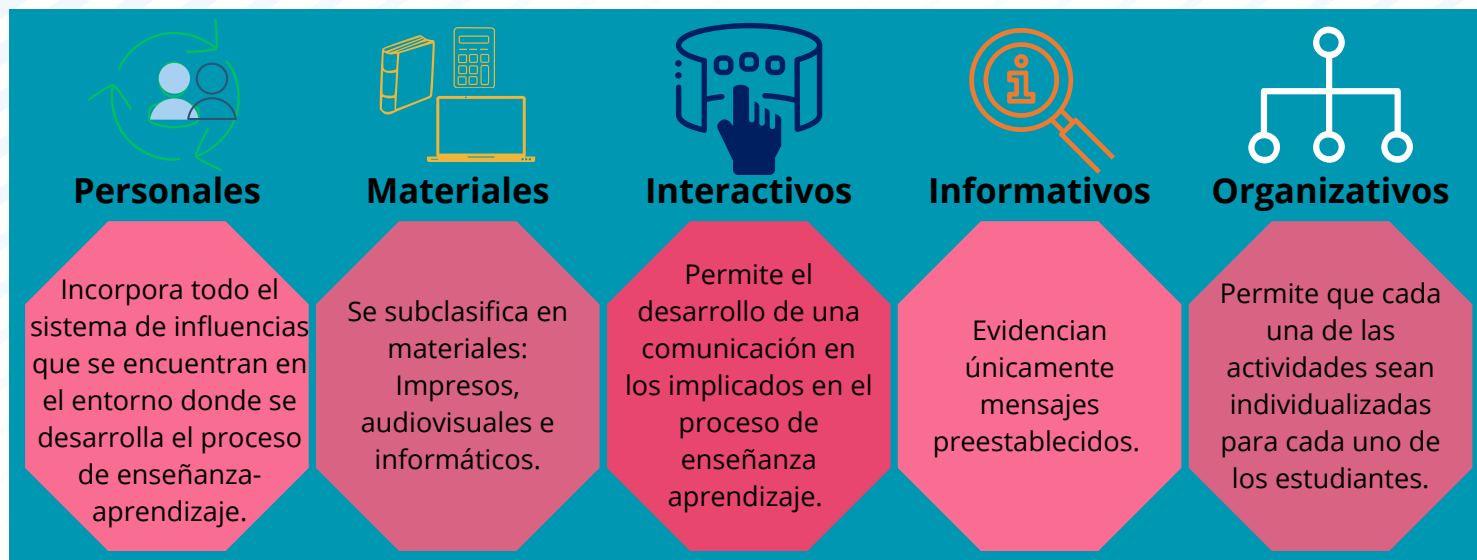 Personales
Incorpora todo el
sistema de influencias
que se encuentran en
el entorno donde se
desarrolla el proceso
de enseñanza-
aprendizaje.
Materiales
Se subclasifica en
materiales:
Impresos,
audiovisuales e
informáticos.
Interactivos
Permite el
desarrollo de una
comunicación en
los implicados en el
proceso de
enseñanza
aprendizaje.
Informativos
Evidencian
únicamente
mensajes
preestablecidos.
Organizativos
Permite que cada
una de las
actividades sean
individualizadas
para cada uno de
los estudiantes.